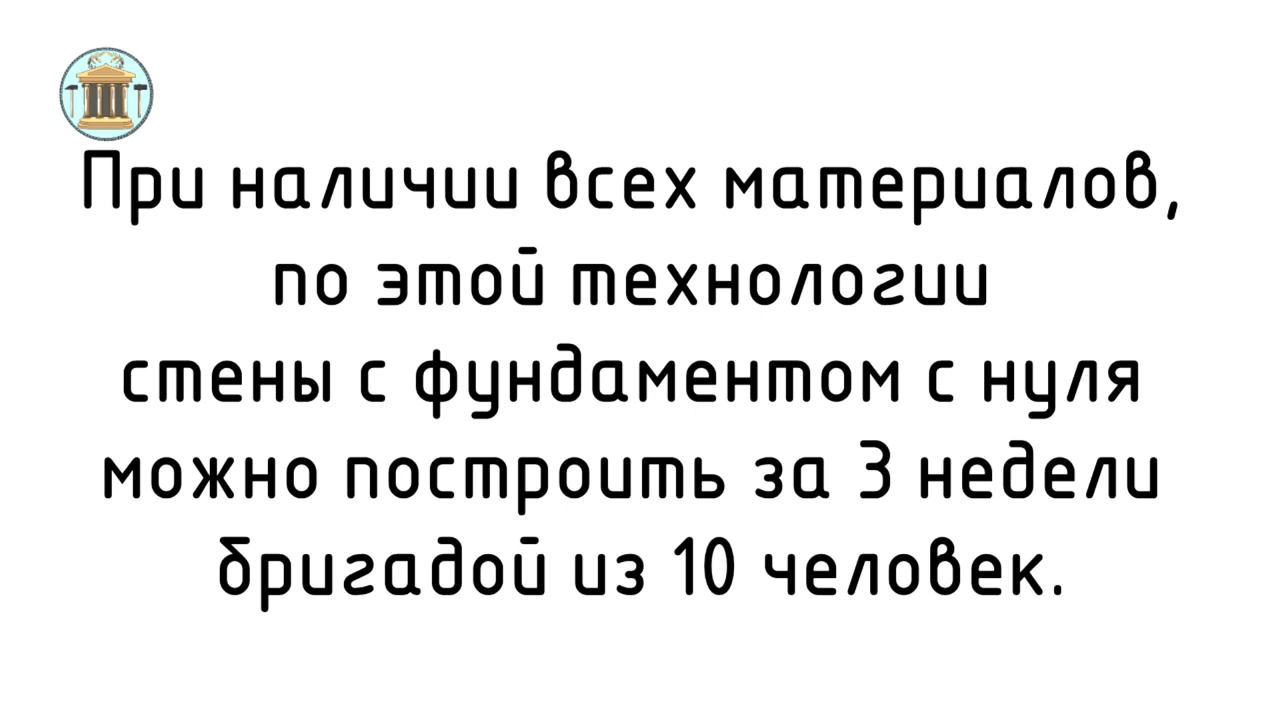 При наличии всех материалов,
по этой технологии
стены с фундаментом с нуля
можно построить за 3 недели
бригадой из 10 человек.